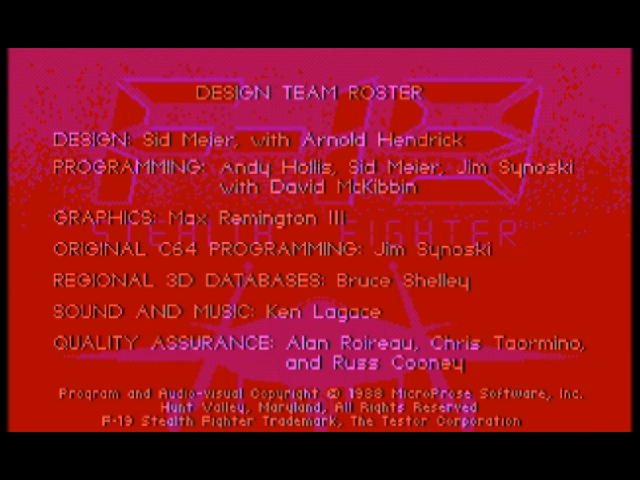 F-19
DESIGN TEAM ROSTER
DESIGN: Sid Meier, with Arnold Hendrick
PROGRAMMING: Andy Hollis, Sid Meier, Jim Synoski
with David McKibbin
GRAPHICS: Max Remington III
STEALTH FIGHTER
ORIGINAL C64 PROGRAMMING: Jim Synoski
REGIONAL 3D DATABASES: Bruce Shelley
SOUND AND MUSIC: Ken Lagace
QUALITY ASSURANCE: Alan Roireau, Chris Taormino,
and Russ Cooney
Program and Audio-visual Copyright © 1988 MicroProse Software, Inc.
Hunt Valley, Maryland, All Rights Reserved
F-19 Stealth Fighter Trademark, The Testor Corporation